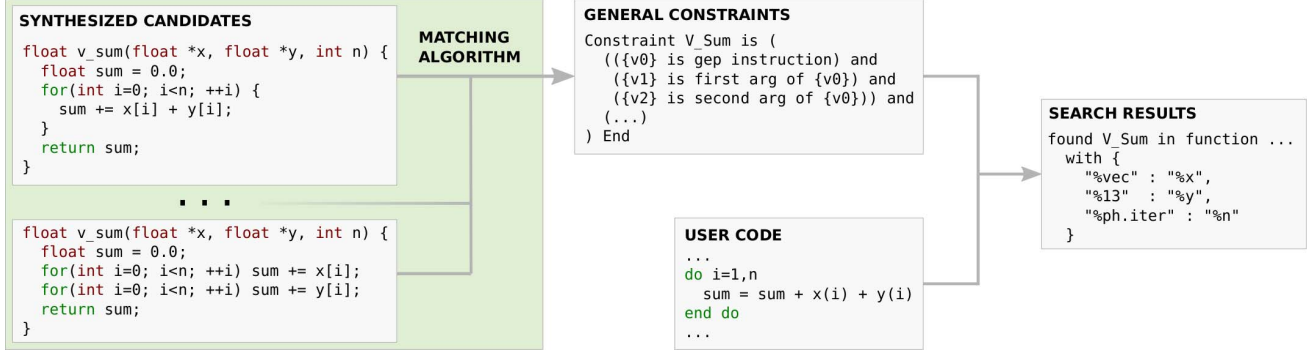 SYNTHESIZED CANDIDATES
float v_sum(float *x, float *y, int n) {
  float sum = 0.0;
  for(int i=0; i<n; ++i) {
    sum += x[i] + y[i];
  }
  return sum;
}
. . .
float v_sum(float *x, float *y, int n) {
  float sum = 0.0;
  for(int i=0; i<n; ++i) sum += x[i];
  for(int i=0; i<n; ++i) sum += y[i];
  return sum;
}
MATCHING
ALGORITHM
GENERAL CONSTRAINTS
Constraint V_Sum is (
  (({v0} is gep instruction) and
   ({v1} is first arg of {v0}) and
   ({v2} is second arg of {v0})) and
  (...)
) End
USER CODE
...
do i=1,n
  sum = sum + x(i) + y(i)
end do
...
SEARCH RESULTS
found V_Sum in function ...
  with {
    "%vec" : "%x",
    "%13"  : "%y",
    "%ph.iter" : "%n"
  }